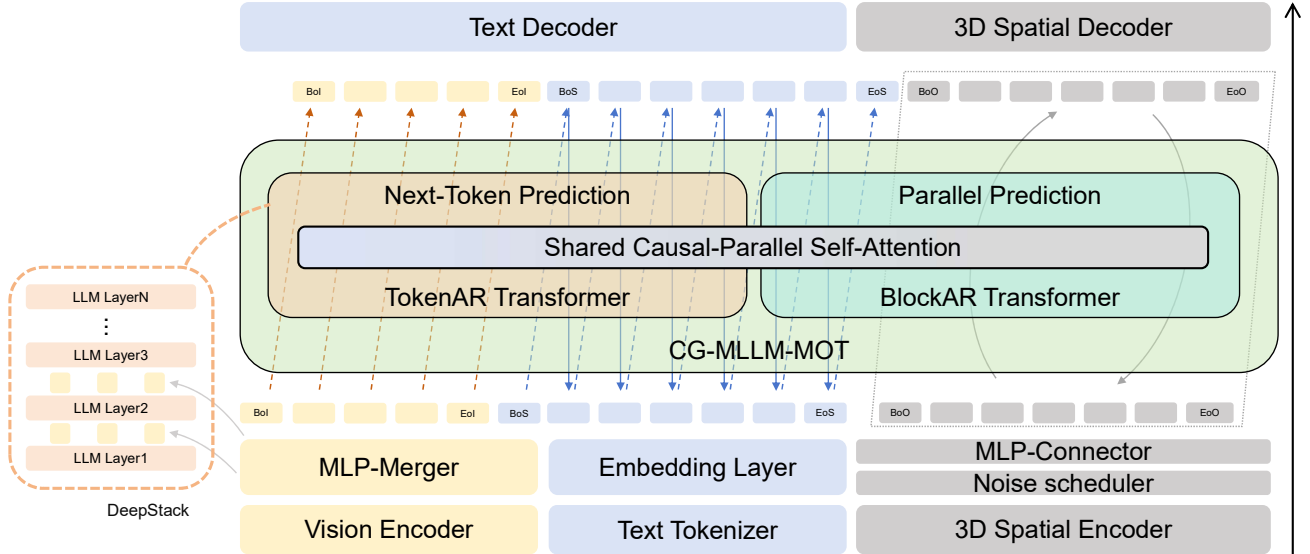 Text Decoder
3D Spatial Decoder
BoI
EoI
BoS
EoS
BoO
EoO
Next-Token Prediction
Parallel Prediction
Shared Causal-Parallel Self-Attention
TokenAR Transformer
BlockAR Transformer
CG-MLLM-MOT
LLM LayerN
⋮
LLM Layer3
LLM Layer2
LLM Layer1
DeepStack
BoI
EoI
BoS
EoS
BoO
EoO
MLP-Merger
Embedding Layer
MLP-Connector
Noise scheduler
Vision Encoder
Text Tokenizer
3D Spatial Encoder